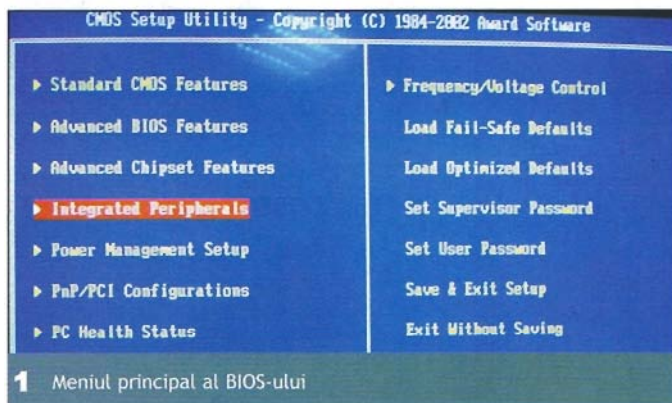 CMOS Setup Utility - Copyright (C) 1984-2002 Award Software
▶ Standard CMOS Features
▶ Advanced BIOS Features
▶ Advanced Chipset Features
▶ Integrated Peripherals
▶ Power Management Setup
▶ PnP/PCI Configurations
▶ PC Health Status
▶ Frequency/Voltage Control
Load Fail-Safe Defaults
Load Optimized Defaults
Set Supervisor Password
Set User Password
Save & Exit Setup
Exit Without Saving
1 Meniul principal al BIOS-ului